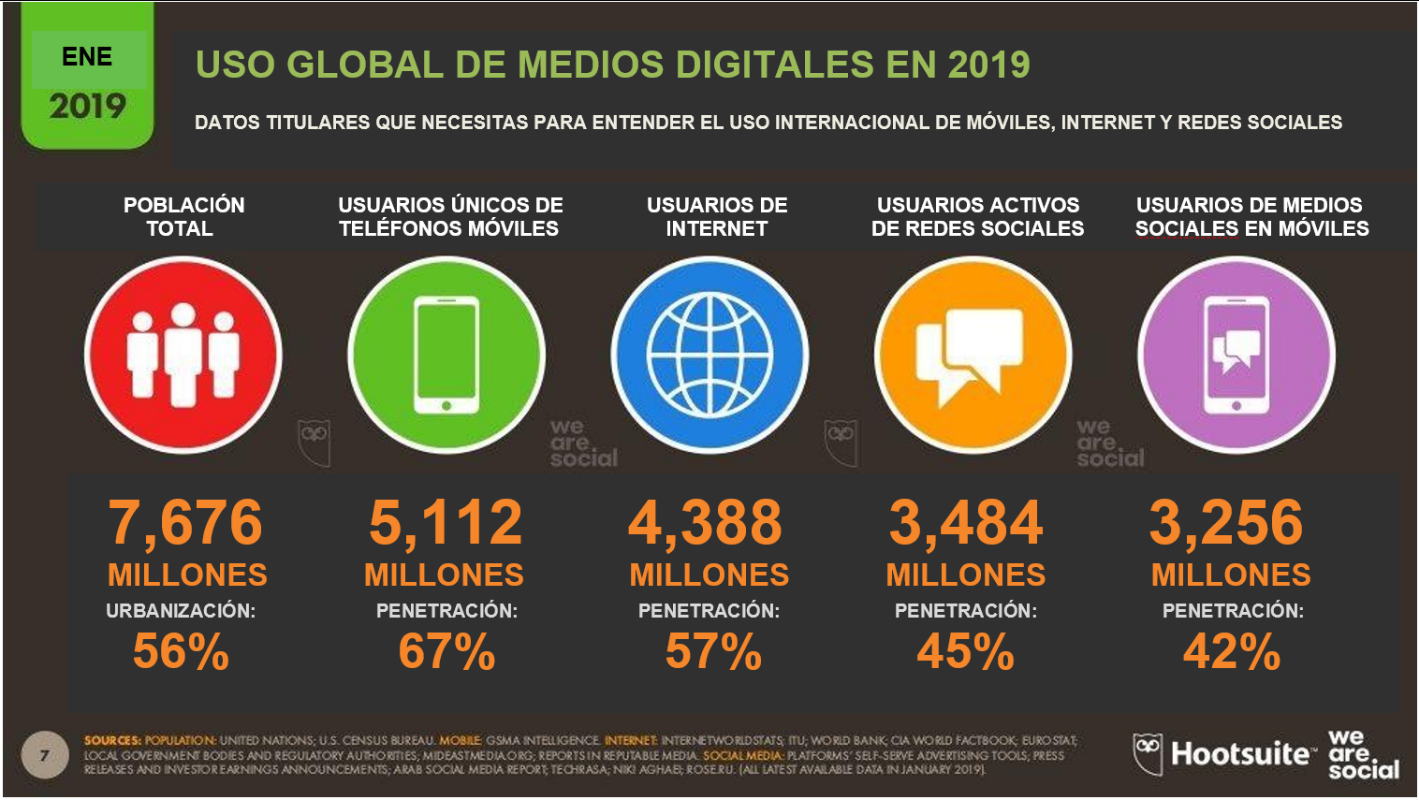 ENE
2019
USO GLOBAL DE MEDIOS DIGITALES EN 2019
DATOS TITULARES QUE NECESITAS PARA ENTENDER EL USO INTERNACIONAL DE MÓVILES, INTERNET Y REDES SOCIALES
POBLACIÓN
TOTAL
USUARIOS ÚNICOS DE
TELÉFONOS MÓVILES
USUARIOS DE
INTERNET
USUARIOS ACTIVOS
DE REDES SOCIALES
USUARIOS DE MEDIOS
SOCIALES EN MÓVILES
we
are
social
we
are
social
7,676
MILLONES
URBANIZACIÓN:
56%
5,112
MILLONES
PENETRACIÓN:
67%
4,388
MILLONES
PENETRACIÓN:
57%
3,484
MILLONES
PENETRACIÓN:
45%
3,256
MILLONES
PENETRACIÓN:
42%
7
SOURCES: POPULATION: UNITED NATIONS; U.S. CENSUS BUREAU. MOBILE: GSMA INTELLIGENCE. INTERNET: INTERNETWORLDSTATS; ITU; WORLD BANK; CIA WORLD FACTBOOK; EUROSTAT;
LOCAL GOVERNMENT BODIES AND REGULATORY AUTHORITIES; MIDEASTMEDIA.ORG; REPORTS IN REPUTABLE MEDIA. SOCIAL MEDIA: PLATFORMS' SELF-SERVE ADVERTISING TOOLS; PRESS
RELEASES AND INVESTOR EARNINGS ANNOUNCEMENTS; ARAB SOCIAL MEDIA REPORT; TECHRASA; NIKI AGHAEI; ROSE.RU. (ALL LATEST AVAILABLE DATA IN JANUARY 2019).
Hootsuite™
we
are
social